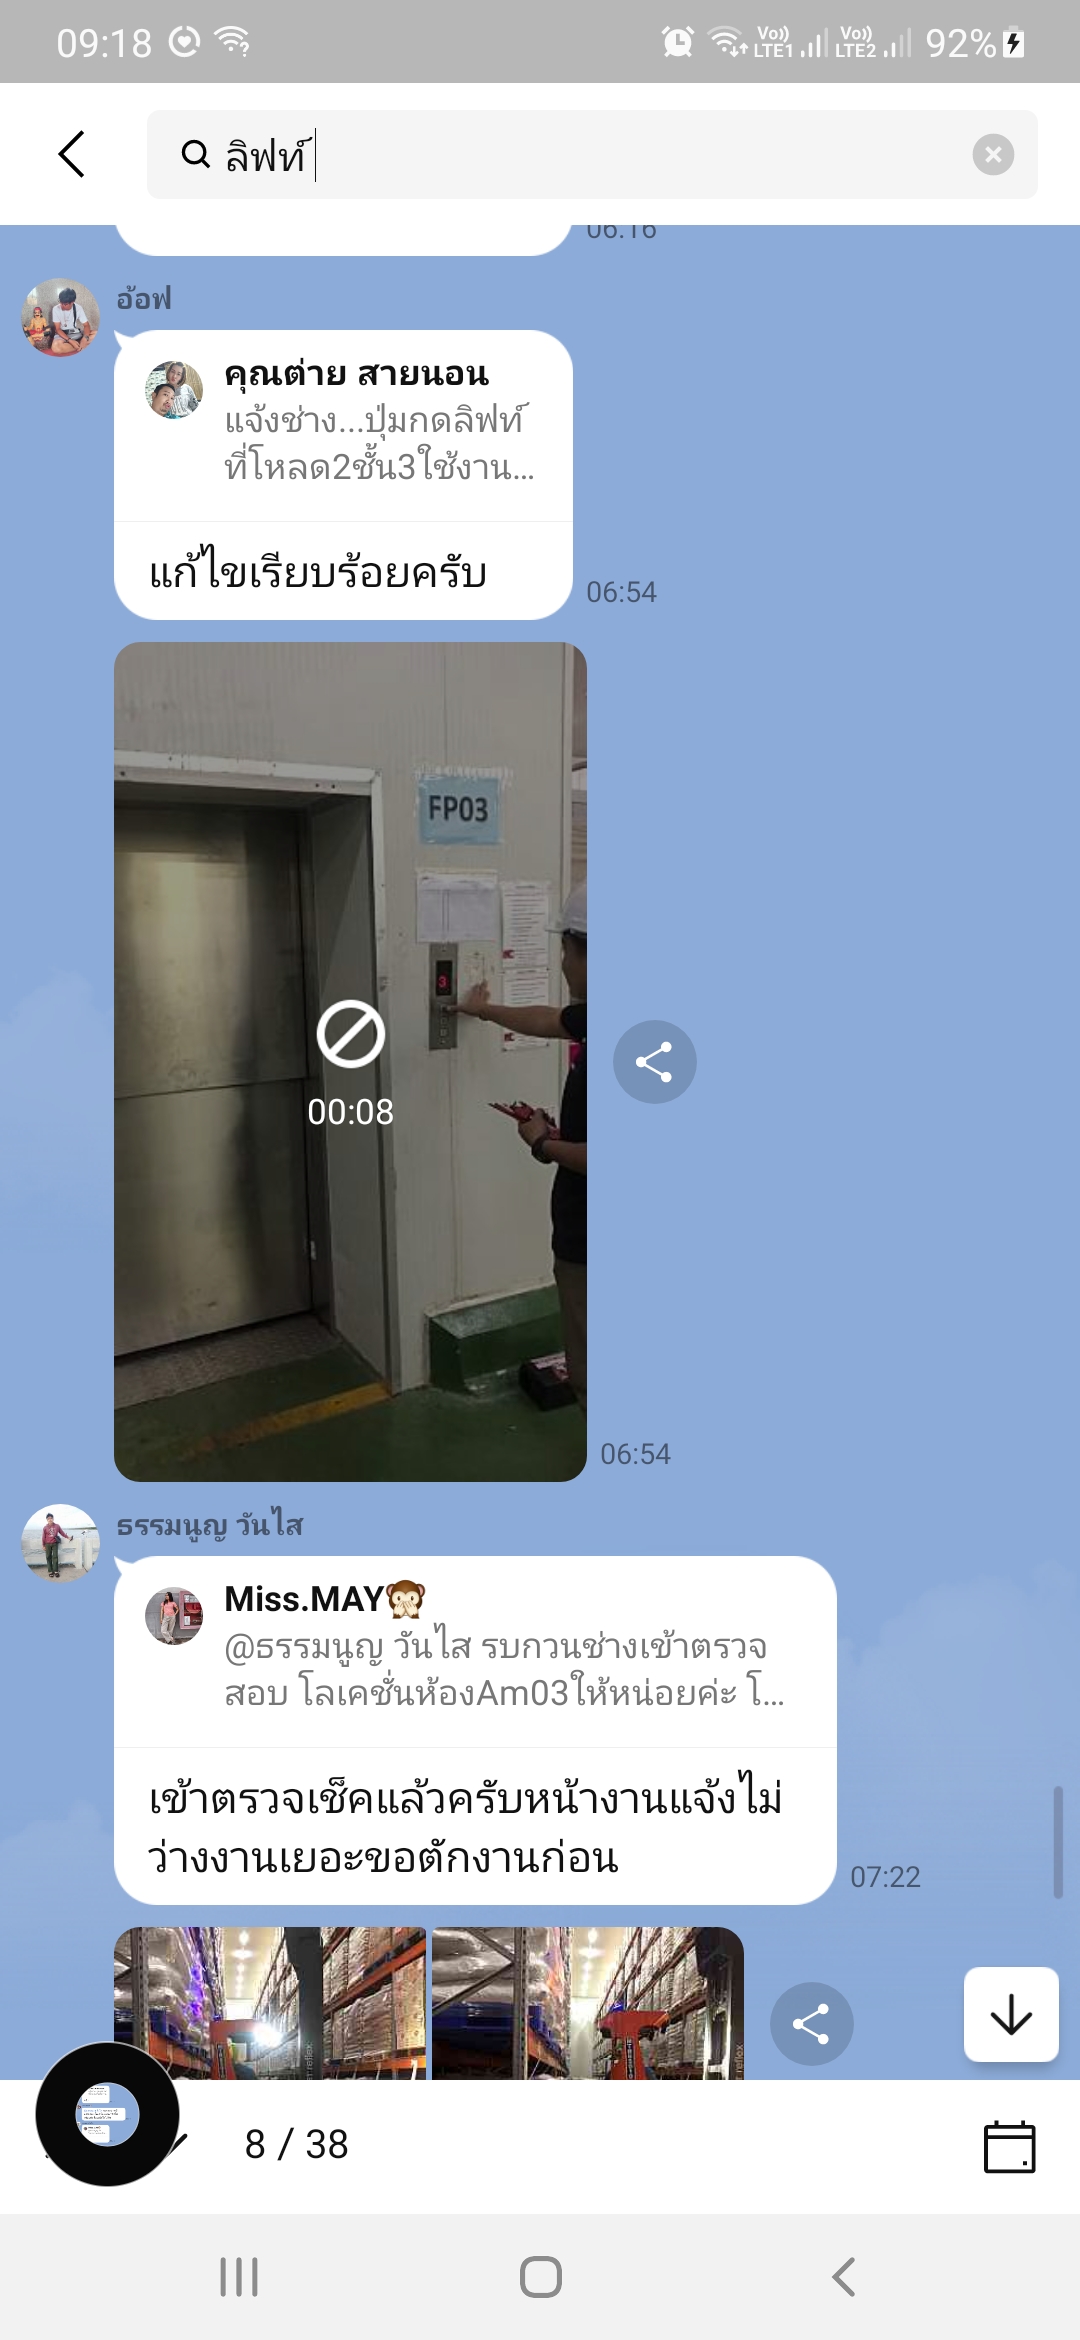 09:18
Vo)) LTE1 Vo)) LTE2 92%
ลิฟท์
06:16
อ้อฟ
คุณต่าย สายนอน
แจ้งช่าง...ปุ่มกดลิฟท์
ที่โหลด2ชั้น3ใช้งาน...
แก้ไขเรียบร้อยครับ
06:54
FP03
3
00:08
06:54
ธรรมนูญ วันไส
Miss.MAY🙊
@ธรรมนูญ วันไส รบกวนช่างเข้าตรวจ
สอบ โลเคชั่นห้องAm03ให้หน่อยค่ะ โ...
เข้าตรวจเช็คแล้วครับหน้างานแจ้งไม่
ว่างงานเยอะขอตักงานก่อน
07:22
8 / 38